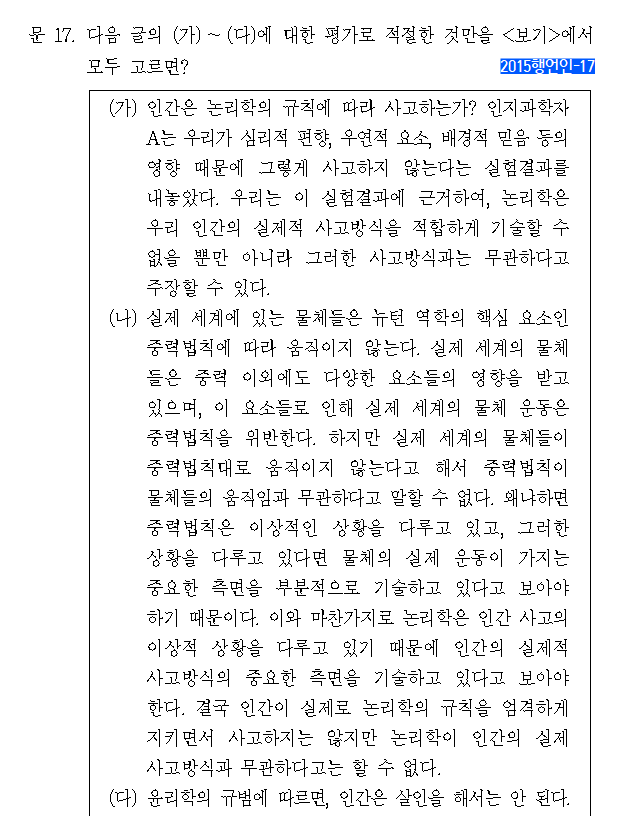 문 17. 다음 글의 (가) ~ (다)에 대한 평가로 적절한 것만을 <보기>에서
모두 고르면?
2015행언인-17
(가) 인간은 논리학의 규칙에 따라 사고하는가? 인지과학자
A는 우리가 심리적 편향, 우연적 요소, 배경적 믿음 등의
영향 때문에 그렇게 사고하지 않는다는 실험결과를
내놓았다. 우리는 이 실험결과에 근거하여, 논리학은
우리 인간의 실제적 사고방식을 적합하게 기술할 수
없을 뿐만 아니라 그러한 사고방식과는 무관하다고
주장할 수 있다.
(나) 실제 세계에 있는 물체들은 뉴턴 역학의 핵심 요소인
중력법칙에 따라 움직이지 않는다. 실제 세계의 물체
들은 중력 이외에도 다양한 요소들의 영향을 받고
있으며, 이 요소들로 인해 실제 세계의 물체 운동은
중력법칙을 위반한다. 하지만 실제 세계의 물체들이
중력법칙대로 움직이지 않는다고 해서 중력법칙이
물체들의 움직임과 무관하다고 말할 수 없다. 왜냐하면
중력법칙은 이상적인 상황을 다루고 있고, 그러한
상황을 다루고 있다면 물체의 실제 운동이 가지는
중요한 측면을 부분적으로 기술하고 있다고 보아야
하기 때문이다. 이와 마찬가지로 논리학은 인간 사고의
이상적 상황을 다루고 있기 때문에 인간의 실제적
사고방식의 중요한 측면을 기술하고 있다고 보아야
한다. 결국 인간이 실제로 논리학의 규칙을 엄격하게
지키면서 사고하지는 않지만 논리학이 인간의 실제
사고방식과 무관하다고는 할 수 없다.
(다) 윤리학의 규범에 따르면, 인간은 살인을 해서는 안 된다.